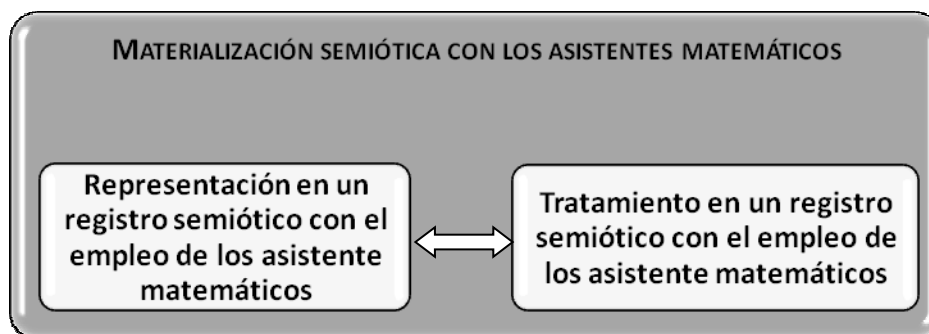 MATERIALIZACIÓN SEMIÓTICA CON LOS ASISTENTES MATEMÁTICOS
Representación en un
registro semiótico con el
empleo de los asistente
matemáticos
Tratamiento en un registro
semiótico con el empleo de
los asistente matemáticos